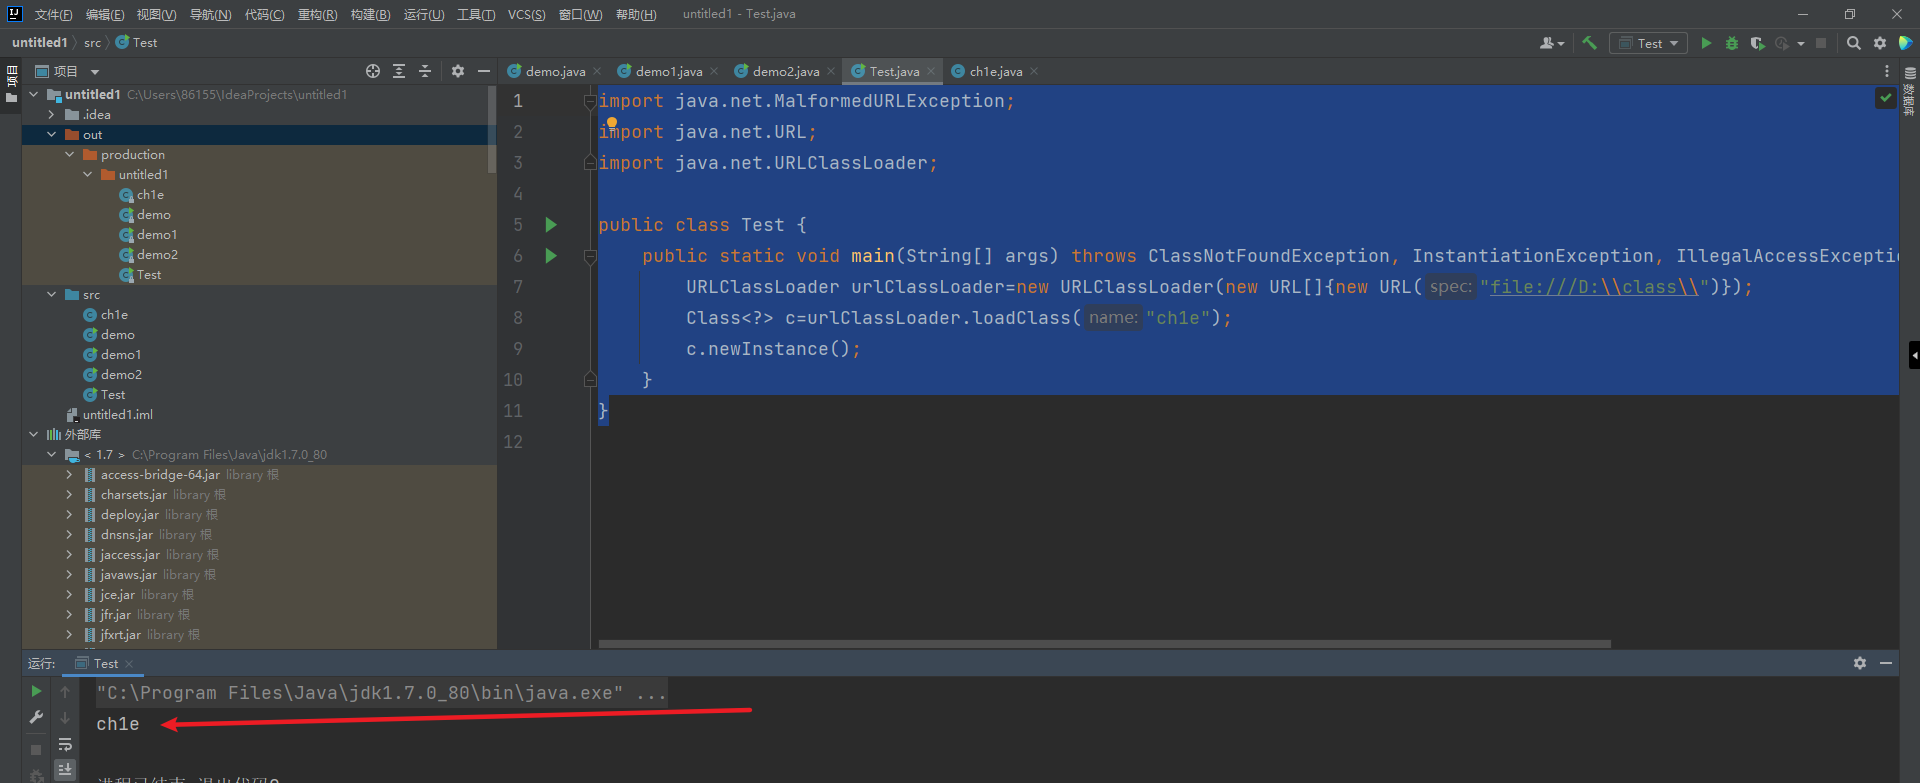 文件(F) 编辑(E) 视图(V) 导航(N) 代码(C) 重构(R) 构建(B) 运行(U) 工具(T) VCS(S) 窗口(W) 帮助(H) untitled1 - Test.java
untitled1 src Test
Test
项目
项目
demo.java demo1.java demo2.java Test.java ch1e.java
数据库
untitled1 C:\Users\86155\IdeaProjects\untitled1
.idea
out
production
untitled1
ch1e
demo
demo1
demo2
Test
src
ch1e
demo
demo1
demo2
Test
untitled1.iml
外部库
< 1.7 > C:\Program Files\Java\jdk1.7.0_80
access-bridge-64.jar library 根
charsets.jar library 根
deploy.jar library 根
dnsns.jar library 根
jaccess.jar library 根
javaws.jar library 根
jce.jar library 根
jfr.jar library 根
jfxrt.jar library 根
1 import java.net.MalformedURLException;
2 import java.net.URL;
3 import java.net.URLClassLoader;
4
5 public class Test {
6 public static void main(String[] args) throws ClassNotFoundException, InstantiationException, IllegalAccessExcepti
7 URLClassLoader urlClassLoader=new URLClassLoader(new URL[]{new URL( spec: "file:///D:\\class\\")});
8 Class<?> c=urlClassLoader.loadClass( name: "ch1e");
9 c.newInstance();
10 }
11 }
12
运行: Test
"C:\Program Files\Java\jdk1.7.0_80\bin\java.exe" ...
ch1e
进程已结束,退出代码0